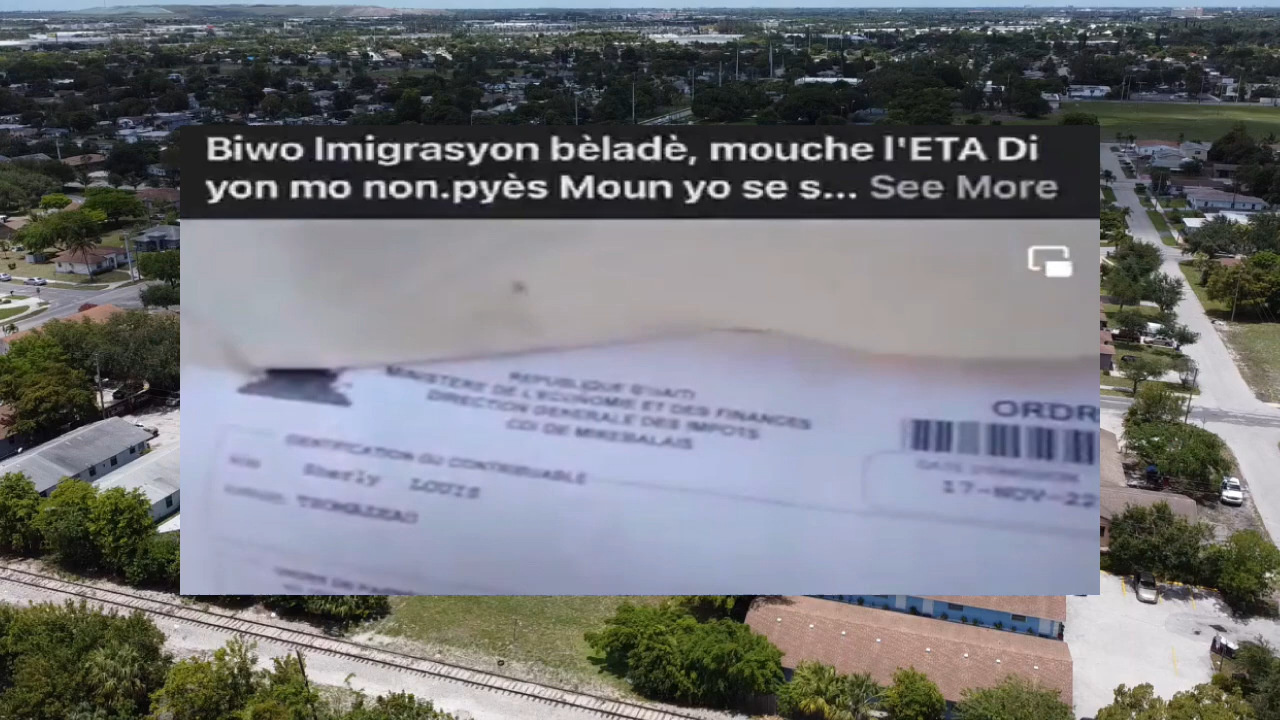 Biwo Imigrasyon bèladè, mouche l'ETA Di
yon mo non.pyès Moun yo se s... See More
REPUBLIQUE D'HAITI
MINISTERE DE L'ECONOMIE ET DES FINANCES
DIRECTION GENERALE DES IMPOTS
CDI DE MIREBALAIS
ORDR
IDENTIFICATION DU CONTRIBUABLE
17-NOV-22
Sherly LOUIS